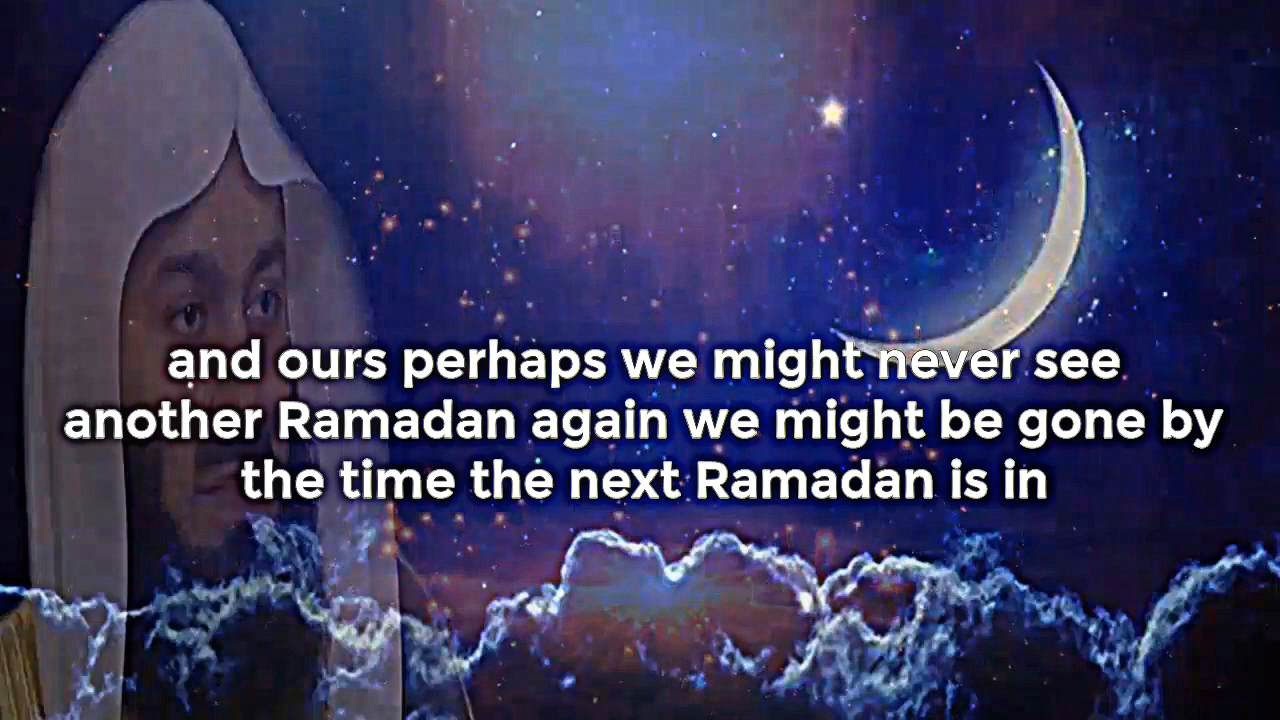 and ours perhaps we might never see
another Ramadan again we might be gone by
the time the next Ramadan is in